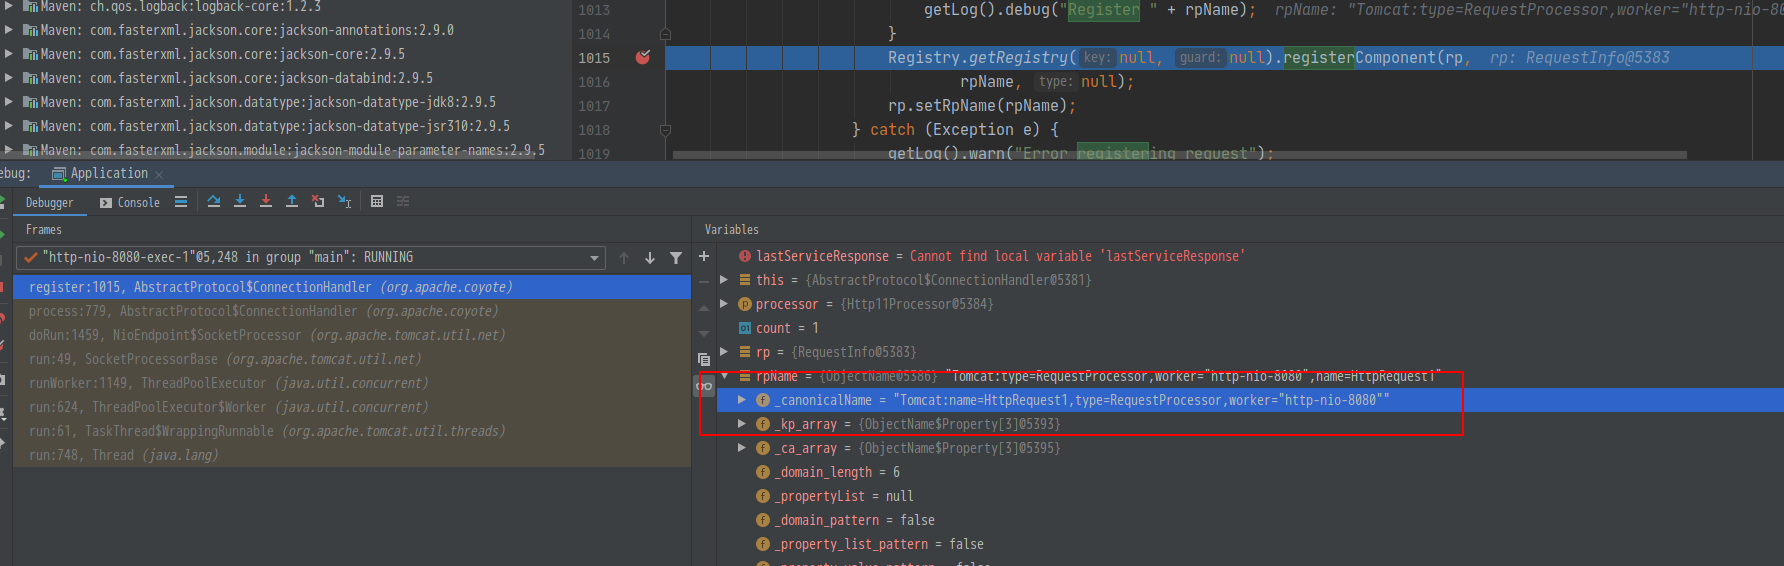 Maven: ch.qos.logback:logback-core:1.2.3
Maven: com.fasterxml.jackson.core:jackson-annotations:2.9.0
Maven: com.fasterxml.jackson.core:jackson-core:2.9.5
Maven: com.fasterxml.jackson.core:jackson-databind:2.9.5
Maven: com.fasterxml.jackson.datatype:jackson-datatype-jdk8:2.9.5
Maven: com.fasterxml.jackson.datatype:jackson-datatype-jsr310:2.9.5
Maven: com.fasterxml.jackson.module:jackson-module-parameter-names:2.9.5
1013 getLog().debug("Register " + rpName); rpName: "Tomcat:type=RequestProcessor,worker="http-nio-80
1014 }
1015 Registry.getRegistry( key: null, guard: null).registerComponent(rp, rp: RequestInfo@5383
1016 rpName, type: null);
1017 rp.setRpName(rpName);
1018 } catch (Exception e) {
1019 getLog().warn("Error registering request");
ebug: Application
Debugger Console
Frames
"http-nio-8080-exec-1"@5,248 in group "main": RUNNING
register:1015, AbstractProtocol$ConnectionHandler (org.apache.coyote)
process:779, AbstractProtocol$ConnectionHandler (org.apache.coyote)
doRun:1459, NioEndpoint$SocketProcessor (org.apache.tomcat.util.net)
run:49, SocketProcessorBase (org.apache.tomcat.util.net)
runWorker:1149, ThreadPoolExecutor (java.util.concurrent)
run:624, ThreadPoolExecutor$Worker (java.util.concurrent)
run:61, TaskThread$WrappingRunnable (org.apache.tomcat.util.threads)
run:748, Thread (java.lang)
Variables
lastServiceResponse = Cannot find local variable 'lastServiceResponse'
this = {AbstractProtocol$ConnectionHandler@5381}
processor = {Http11Processor@5384}
count = 1
rp = {RequestInfo@5383}
rpName = {ObjectName@5386} "Tomcat:type=RequestProcessor,worker="http-nio-8080",name=HttpRequest1"
_canonicalName = "Tomcat:name=HttpRequest1,type=RequestProcessor,worker="http-nio-8080""
_kp_array = {ObjectName$Property[3]@5393}
_ca_array = {ObjectName$Property[3]@5395}
_domain_length = 6
_propertyList = null
_domain_pattern = false
_property_list_pattern = false
_property_value_pattern = false